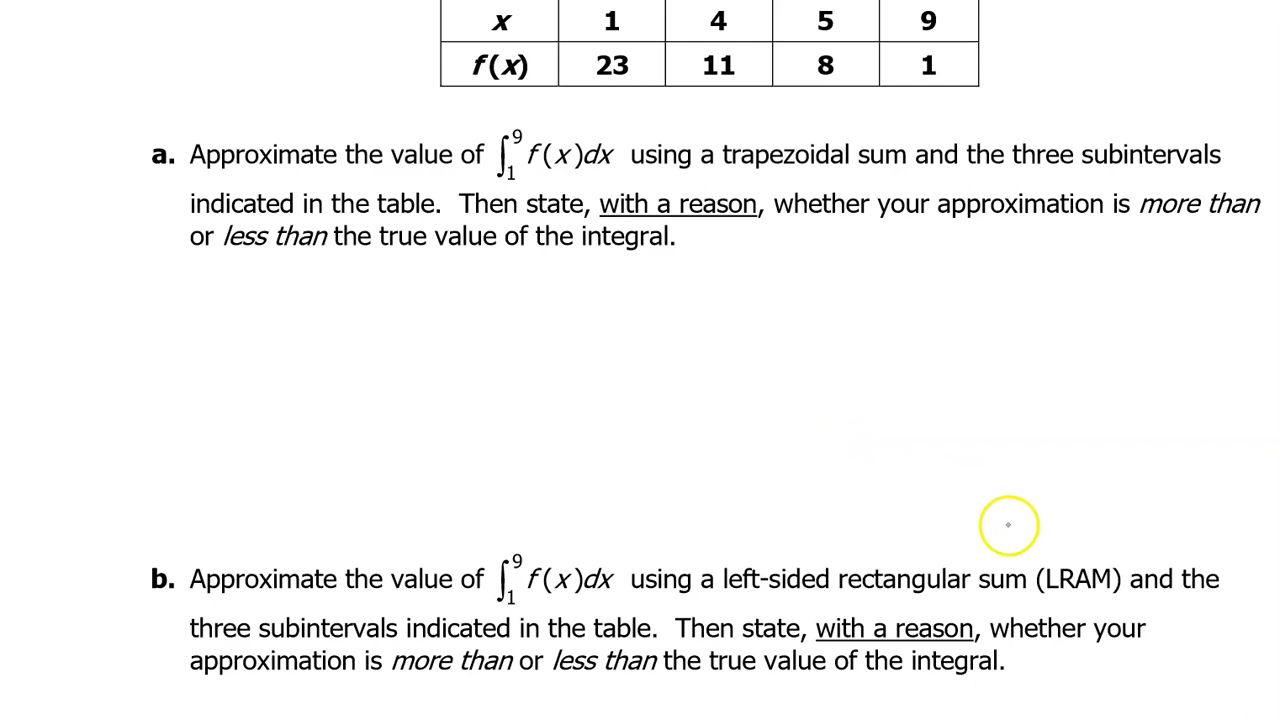 x 1 4 5 9
f(x) 23 11 8 1
a. Approximate the value of ∫₁⁹ f(x)dx using a trapezoidal sum and the three subintervals
indicated in the table. Then state, with a reason, whether your approximation is more than
or less than the true value of the integral.
b. Approximate the value of ∫₁⁹ f(x)dx using a left-sided rectangular sum (LRAM) and the
three subintervals indicated in the table. Then state, with a reason, whether your
approximation is more than or less than the true value of the integral.